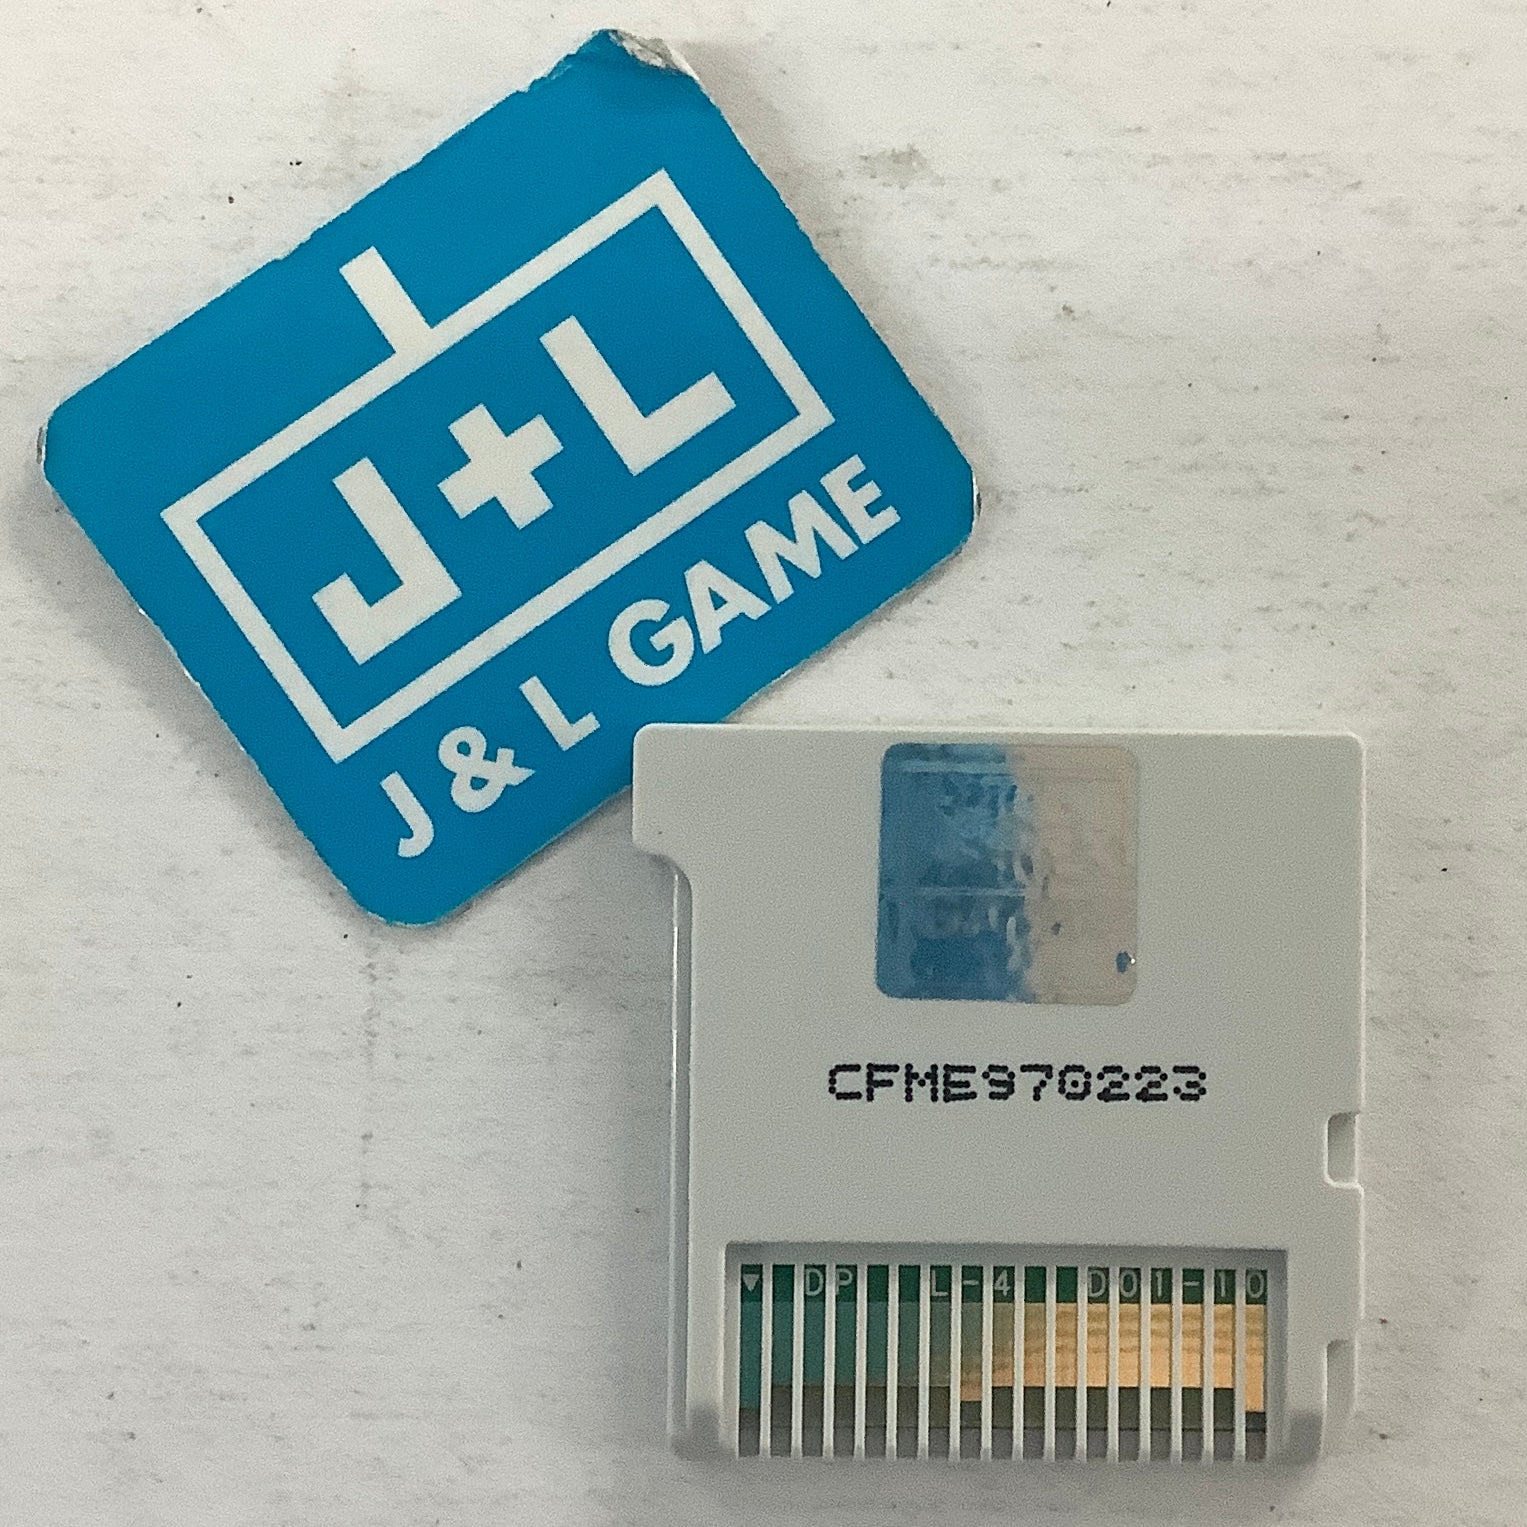 J+L
J & L GAME
CFME970223
▼ DP L-4 D01-10